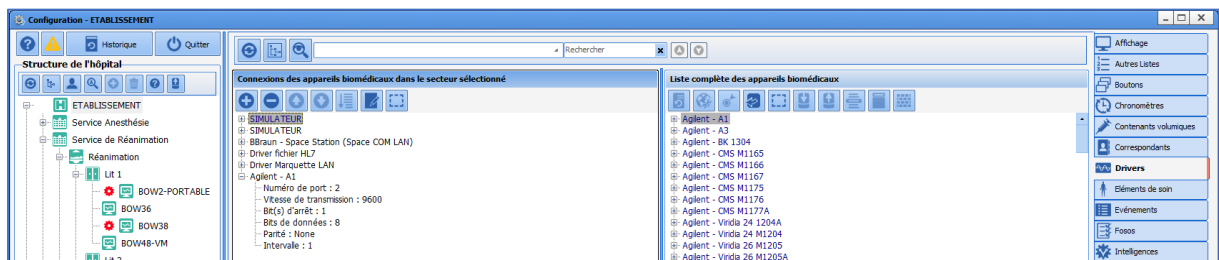 Configuration - ETABLISSEMENT
Historique
Quitter
Structure de l'hôpital
ETABLISSEMENT
Service Anesthésie
Service de Réanimation
Réanimation
Lit 1
BOW2-PORTABLE
BOW36
BOW38
BOW48-VM
Lit 2
Rechercher
Connexions des appareils biomédicaux dans le secteur sélectionné
SIMULATEUR
SIMULATEUR
BBraun - Space Station (Space COM LAN)
Driver fichier HL7
Driver Marquette LAN
Agilent - A1
Numéro de port : 2
Vitesse de transmission : 9600
Bit(s) d'arrêt : 1
Bits de données : 8
Parité : None
Intervalle : 1
Liste complète des appareils biomédicaux
Agilent - A1
Agilent - A3
Agilent - BK 1304
Agilent - CMS M1165
Agilent - CMS M1166
Agilent - CMS M1167
Agilent - CMS M1175
Agilent - CMS M1176
Agilent - CMS M1177A
Agilent - Viridia 24 1204A
Agilent - Viridia 24 M1204
Agilent - Viridia 26 M1205
Agilent - Viridia 26 M1205A
Affichage
Autres Listes
Boutons
Chronomètres
Contenants volumiques
Correspondants
Drivers
Eléments de soin
Evénements
Fosos
Intelligences